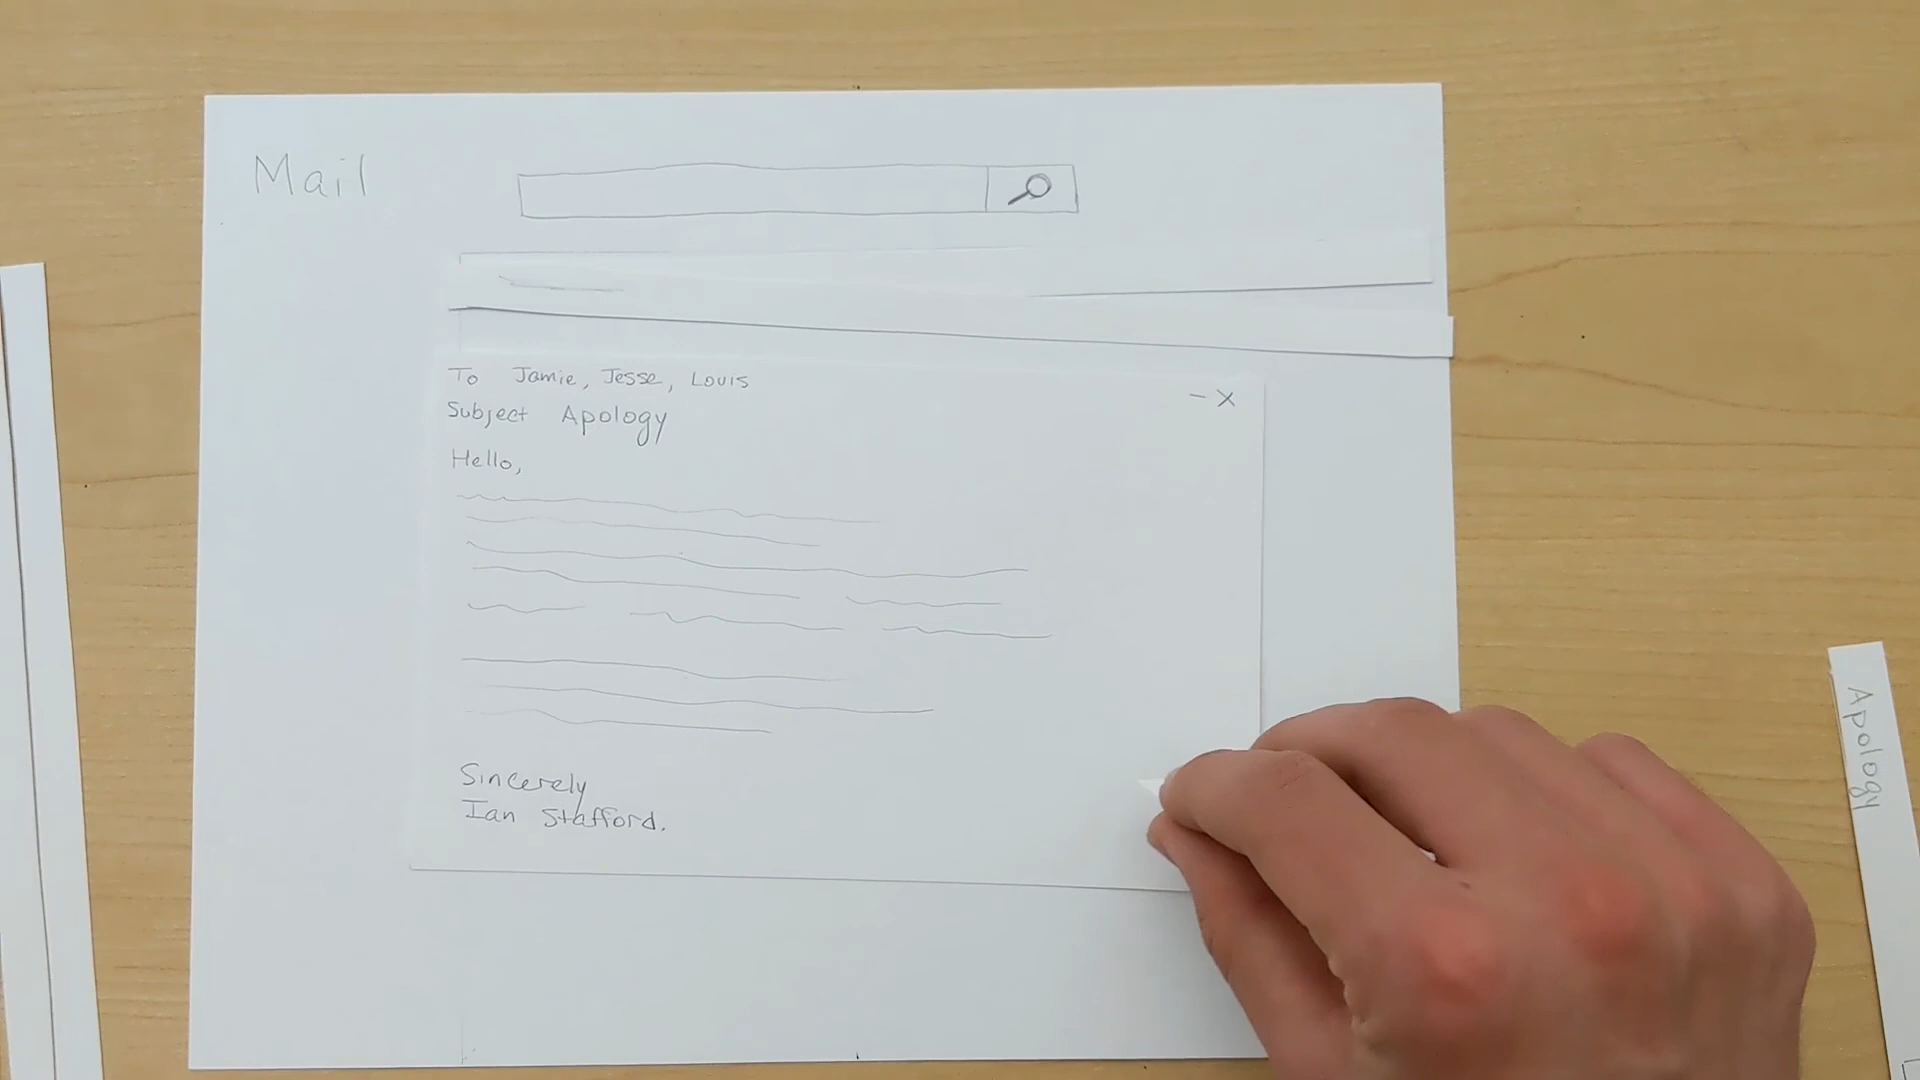 Mail
To Jamie, Jesse, Louis
– X
Subject Apology
Hello,
Sincerely
Ian Stafford.
Apology